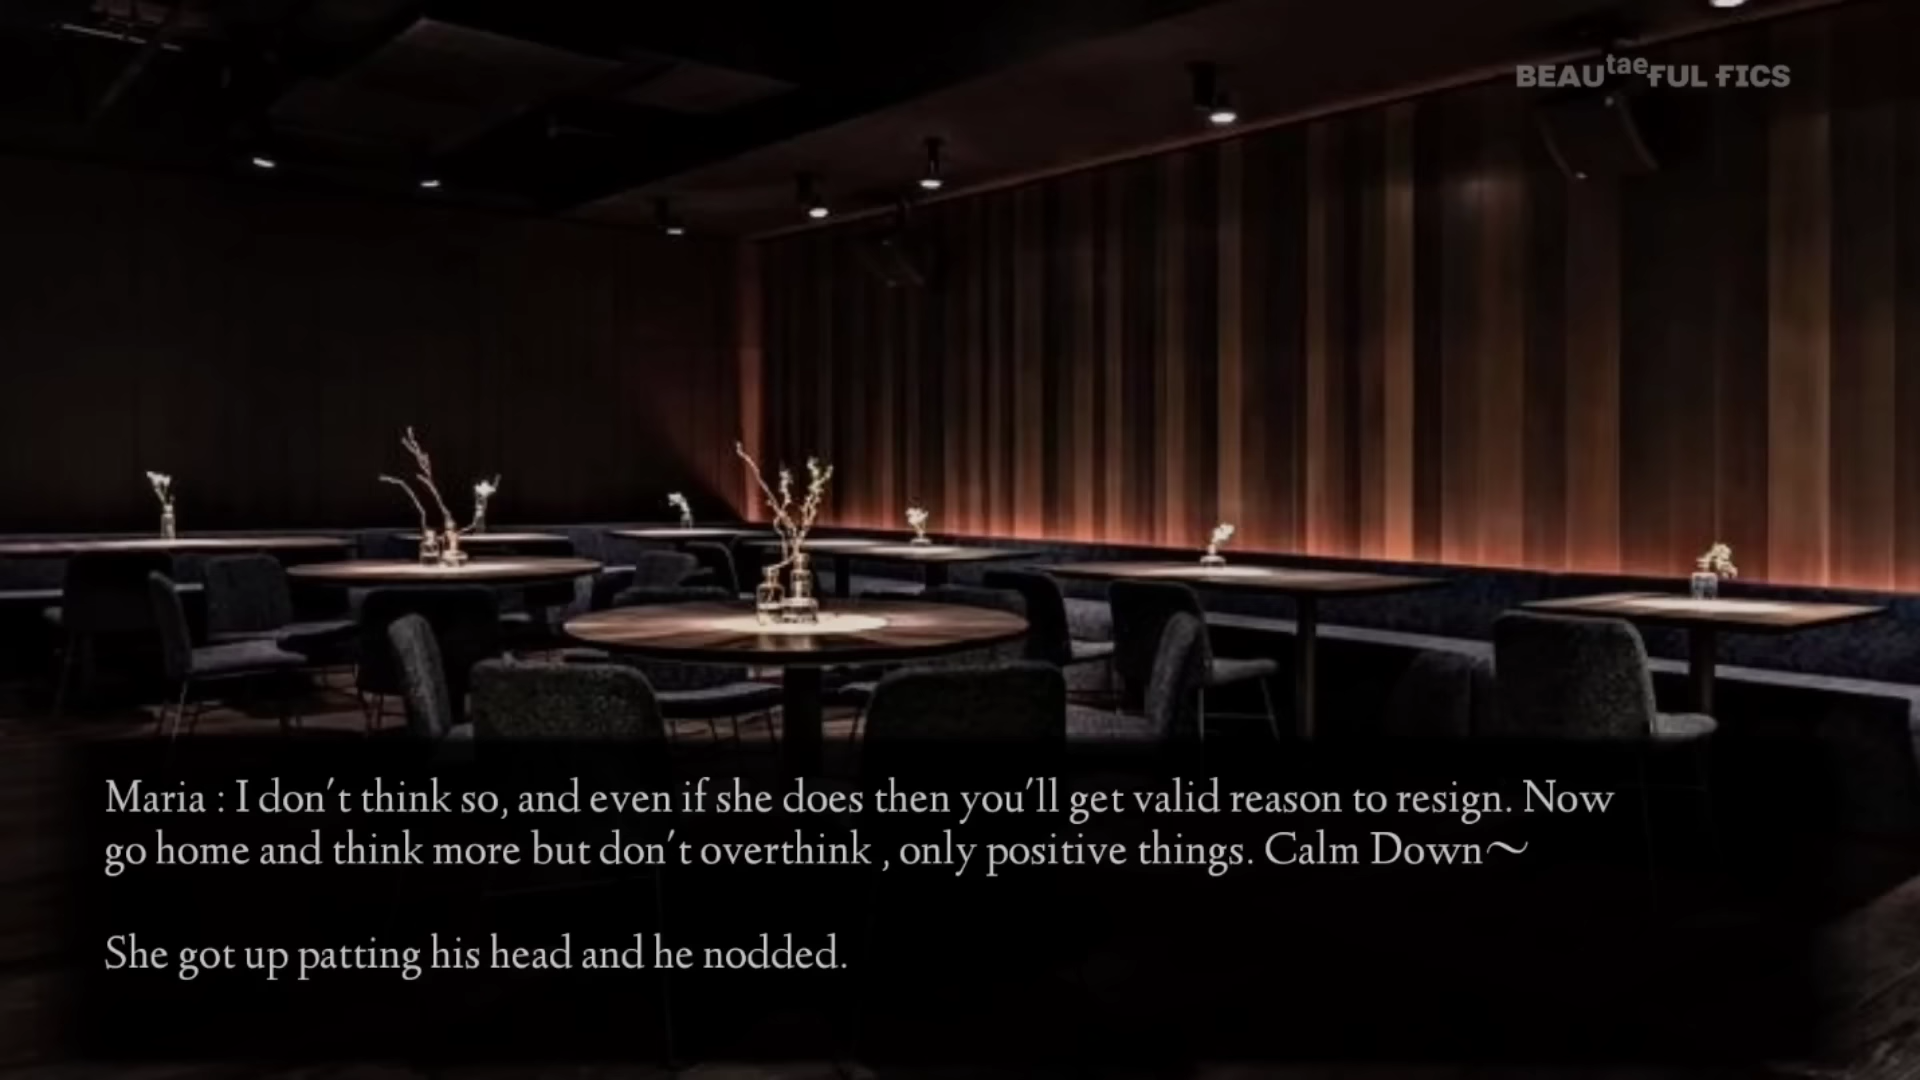 BEAUtaeFUL FICS
Maria : I don't think so, and even if she does then you'll get valid reason to resign. Now
go home and think more but don't overthink , only positive things. Calm Down～
She got up patting his head and he nodded.